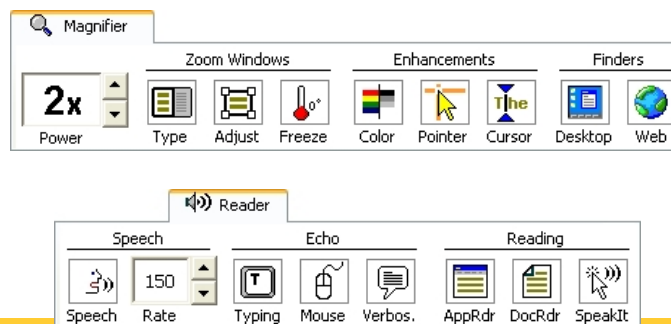 Magnifier
Zoom Windows Enhancements Finders
2x
Power Type Adjust Freeze Color Pointer Cursor Desktop Web
Reader
Speech Echo Reading
150
Speech Rate Typing Mouse Verbos. AppRdr DocRdr SpeakIt